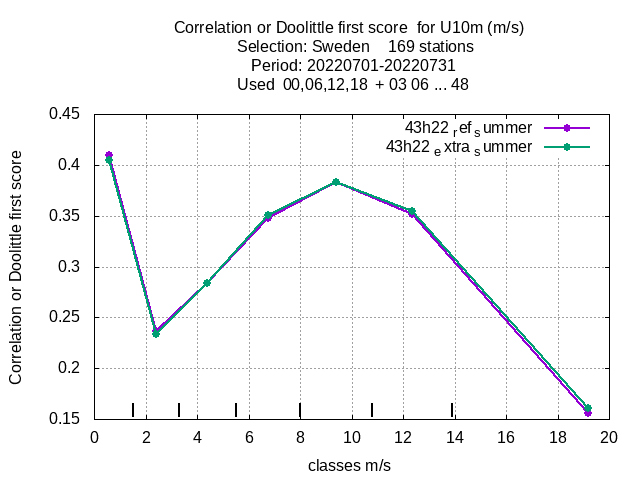 Correlation or Doolittle first score  for U10m (m/s)
Selection: Sweden    169 stations
Period: 20220701-20220731
Used  00,06,12,18  + 03 06 ... 48
43h22 ref summer
43h22 extra summer
Correlation or Doolittle first score
0.45
0.4
0.35
0.3
0.25
0.2
0.15
0 2 4 6 8 10 12 14 16 18 20
classes m/s